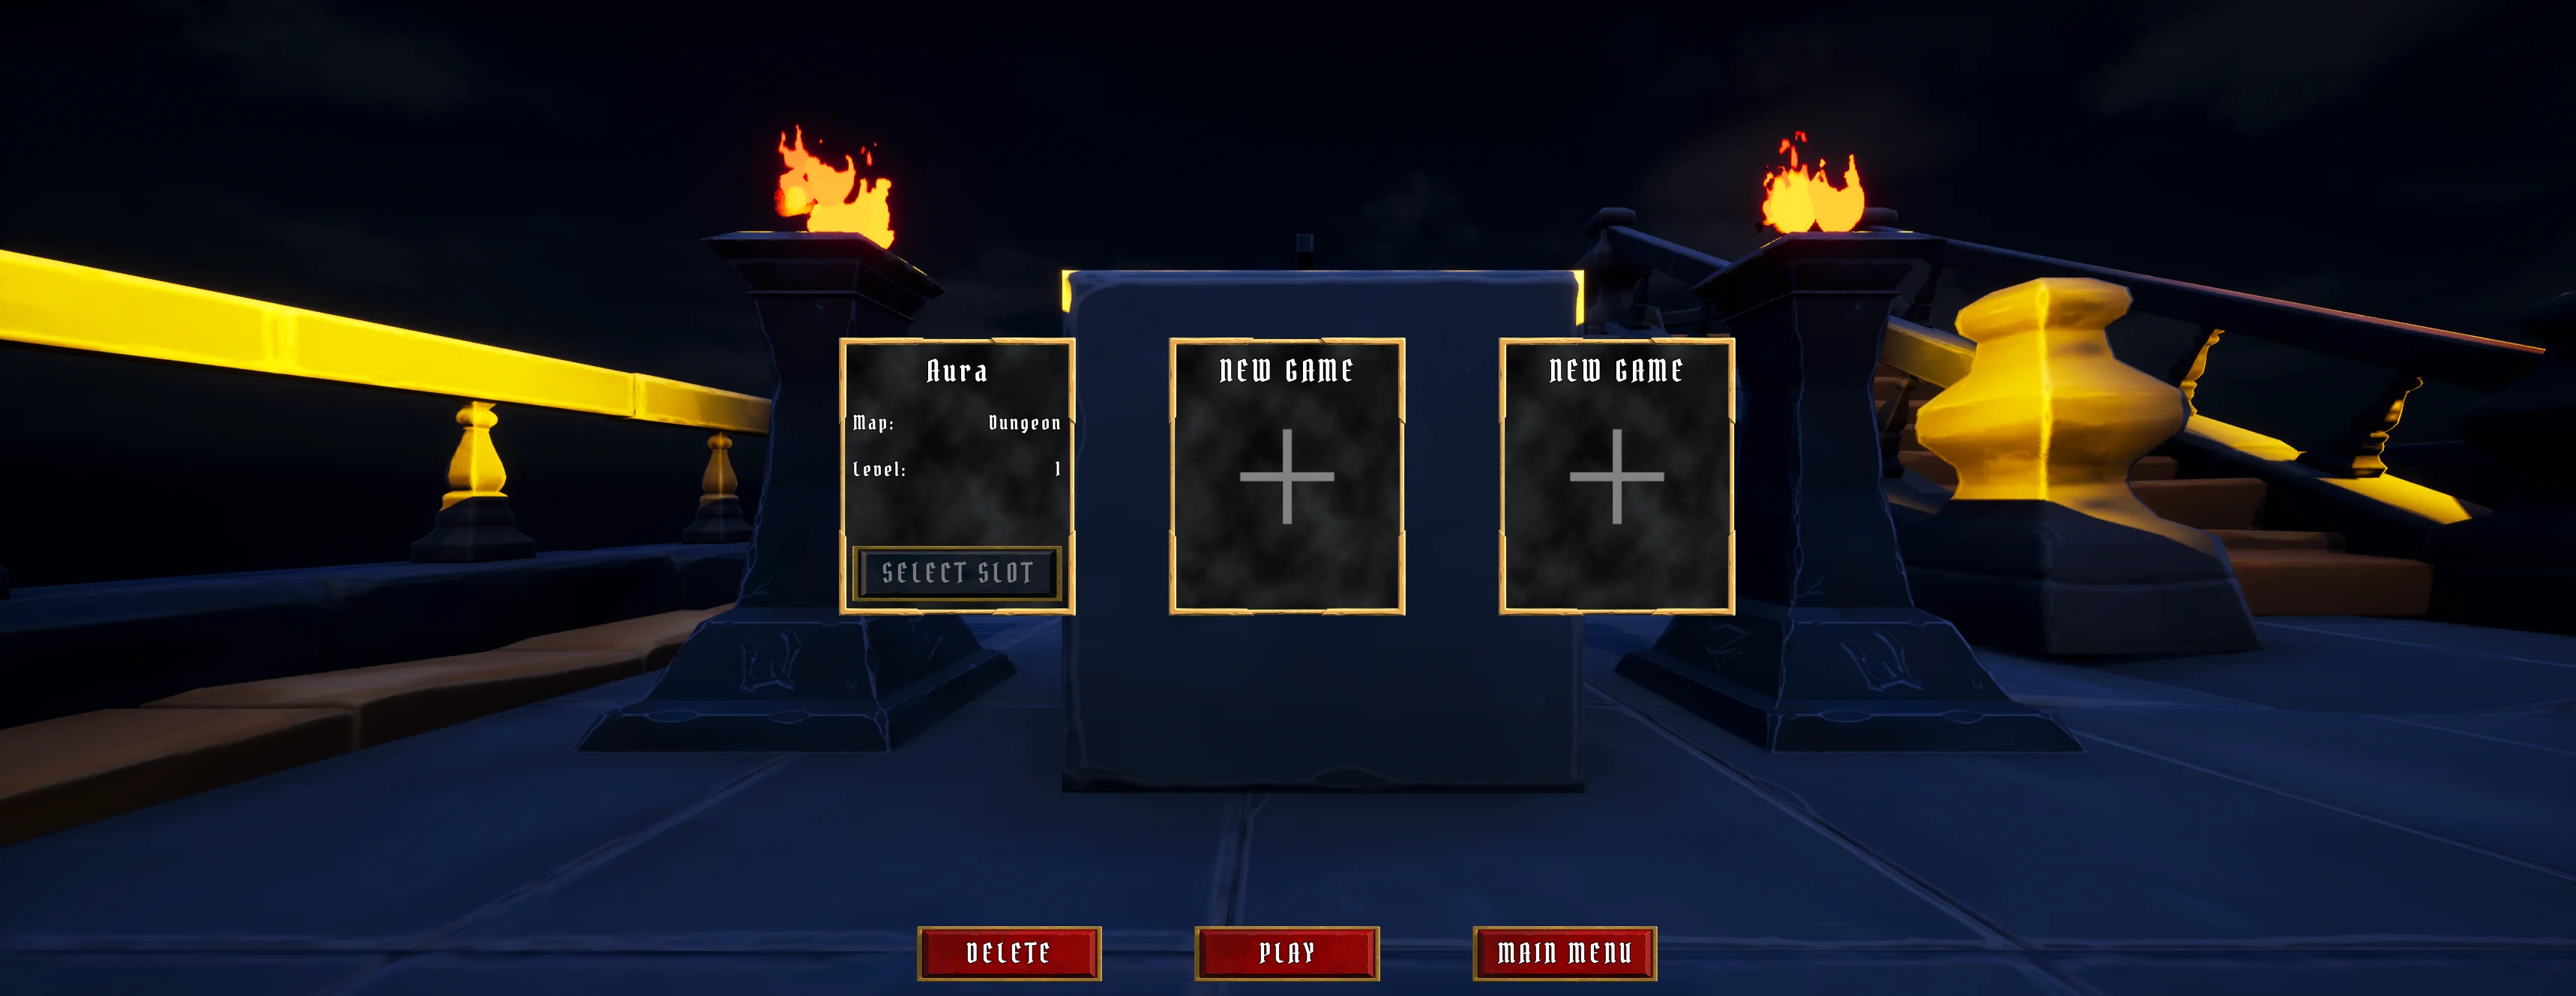 Aura
Map: Dungeon
Level: 1
SELECT SLOT
NEW GAME
NEW GAME
DELETE
PLAY
MAIN MENU